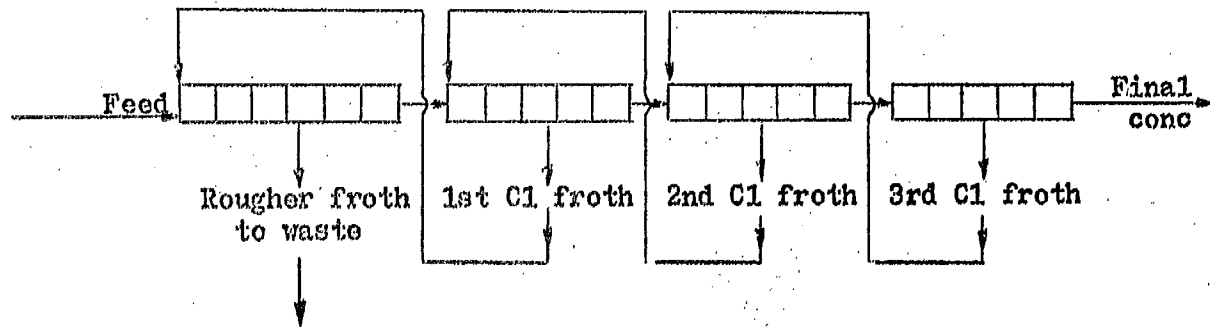 Feed
Final
conc
Rougher froth
to waste
1st Cl froth
2nd Cl froth
3rd Cl froth